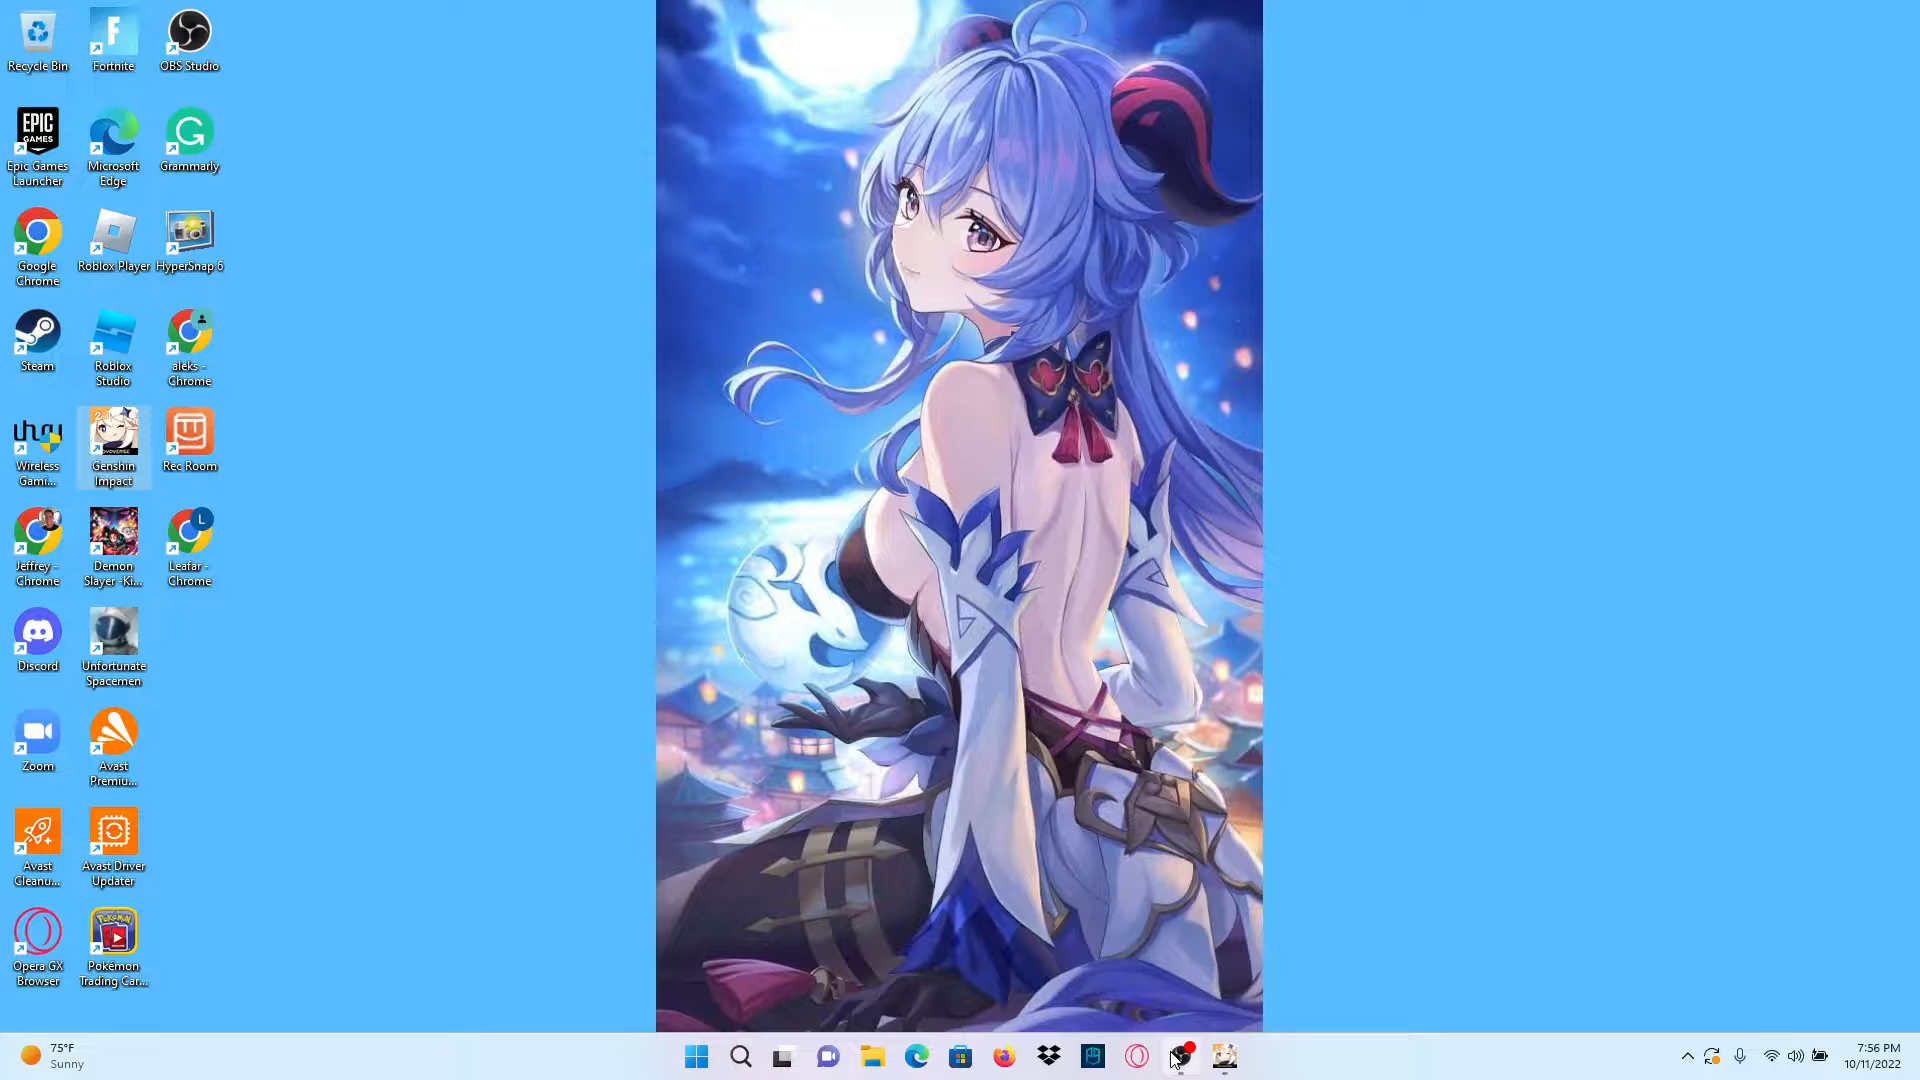 Recycle Bin
Fortnite
OBS Studio
EPIC
GAMES
Epic Games
Launcher
Microsoft
Edge
Grammarly
Google
Chrome
Roblox Player
HyperSnap 6
Steam
Roblox
Studio
aleks -
Chrome
Wireless
Gami...
Genshin
Impact
Rec Room
Jeffrey -
Chrome
Demon
Slayer -Ki...
L
Leafar -
Chrome
Discord
Unfortunate
Spacemen
Zoom
Avast
Premiu...
Avast
Cleanu...
Avast Driver
Updater
Opera GX
Browser
Pokémon
Pokémon
Trading Car...
75°F
Sunny
7:56 PM
10/11/2022